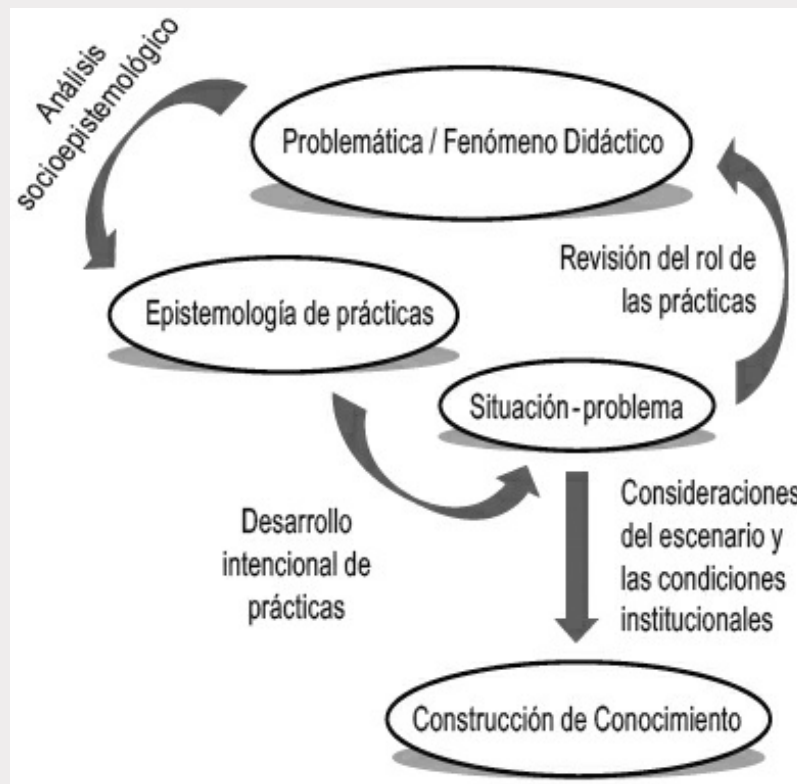 Análisis
socioepistemológico
Problemática / Fenómeno Didáctico
Revisión del rol de
las prácticas
Epistemología de prácticas
Situación-problema
Desarrollo
intencional de
prácticas
Consideraciones
del escenario y
las condiciones
institucionales
Construcción de Conocimiento